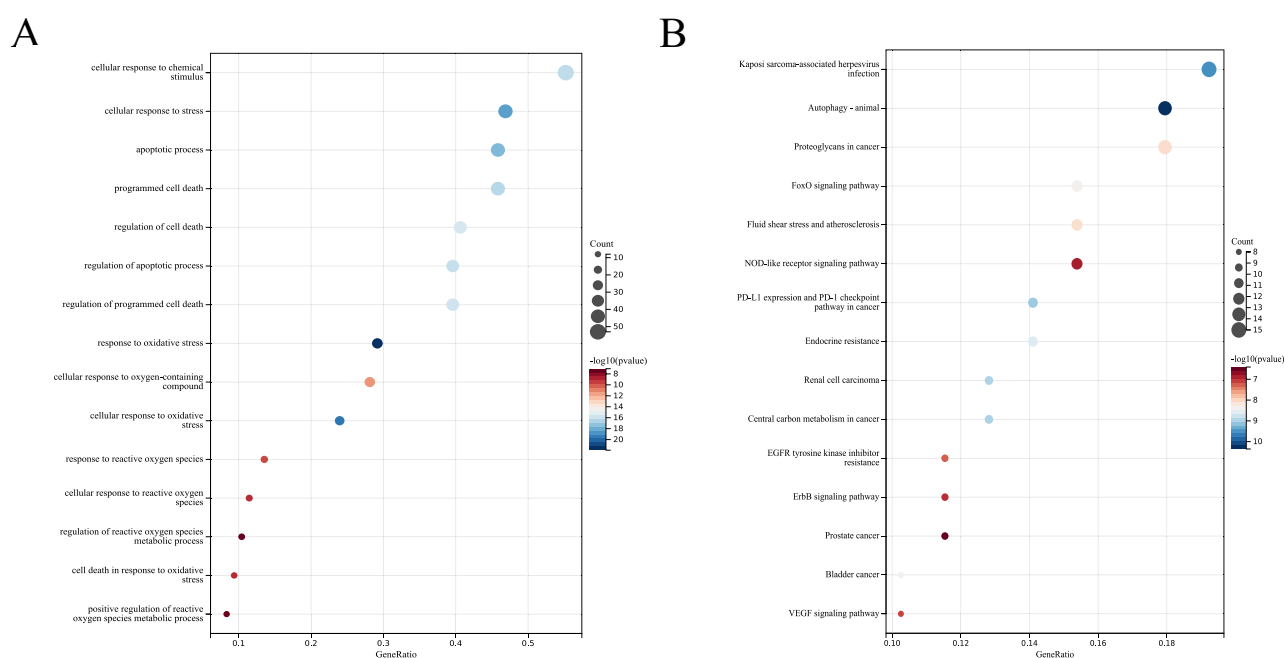 A
cellular response to chemical
stimulus
cellular response to stress
apoptotic process
programmed cell death
regulation of cell death
regulation of apoptotic process
regulation of programmed cell death
response to oxidative stress
cellular response to oxygen-containing
compound
cellular response to oxidative
stress
response to reactive oxygen species
cellular response to reactive oxygen
species
regulation of reactive oxygen species
metabolic process
cell death in response to oxidative
stress
positive regulation of reactive
oxygen species metabolic process
0.1 0.2 0.3 0.4 0.5
GeneRatio
Count
10
20
30
40
50
-log10(pvalue)
8
10
12
14
16
18
20
B
Kaposi sarcoma-associated herpesvirus
infection
Autophagy - animal
Proteoglycans in cancer
FoxO signaling pathway
Fluid shear stress and atherosclerosis
NOD-like receptor signaling pathway
PD-L1 expression and PD-1 checkpoint
pathway in cancer
Endocrine resistance
Renal cell carcinoma
Central carbon metabolism in cancer
EGFR tyrosine kinase inhibitor
resistance
ErbB signaling pathway
Prostate cancer
Bladder cancer
VEGF signaling pathway
0.10 0.12 0.14 0.16 0.18
GeneRatio
Count
8
9
10
11
12
13
14
15
-log10(pvalue)
7
8
9
10